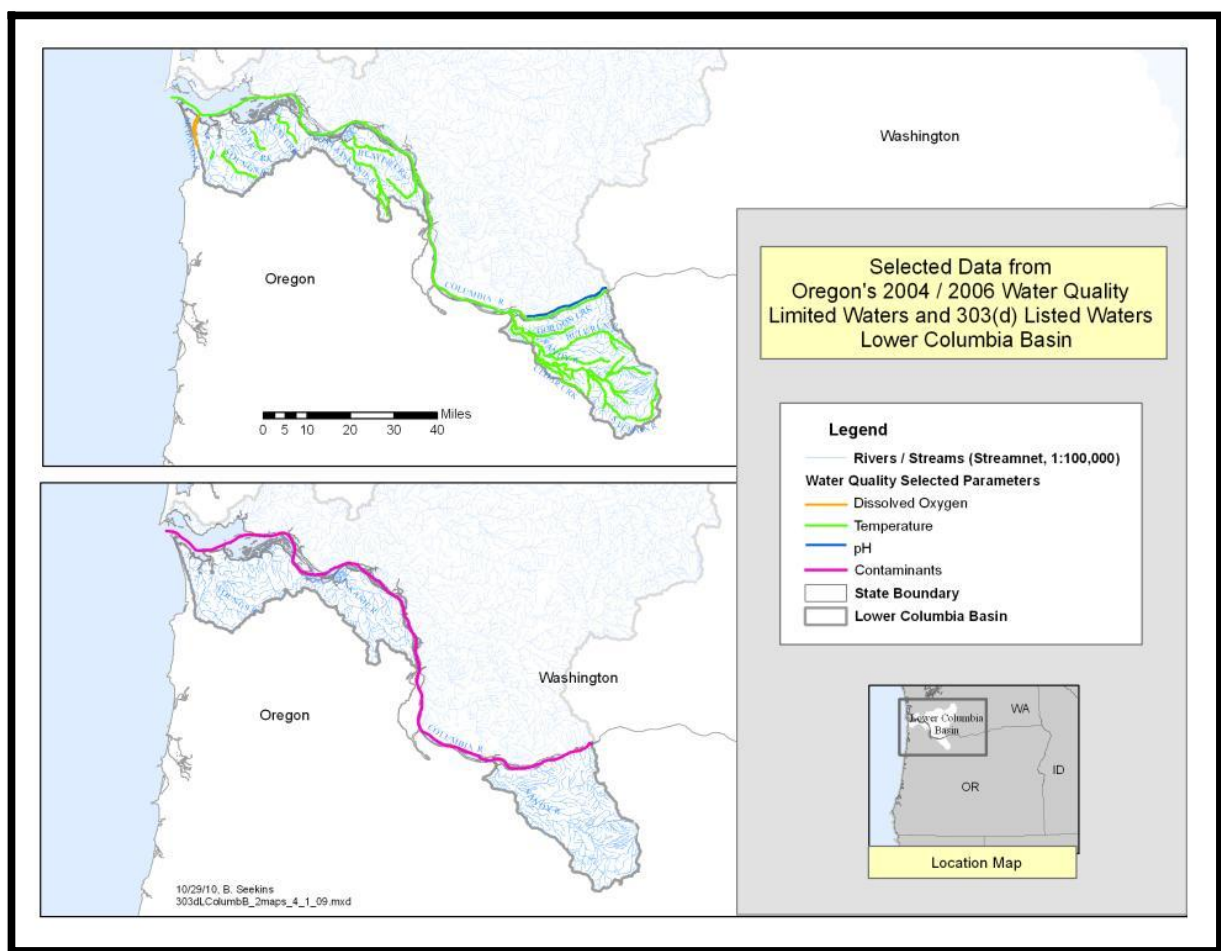 Washington
Oregon
COLUMBIA R.
Miles
0 5 10 20 30 40
Washington
Oregon
COLUMBIA R.
SANDY R.
10/29/10, B. Seekins
303dLColumbB_2maps_4_1_09.mxd
Selected Data from
Oregon's 2004 / 2006 Water Quality
Limited Waters and 303(d) Listed Waters
Lower Columbia Basin
Legend
Rivers / Streams (Streamnet, 1:100,000)
Water Quality Selected Parameters
Dissolved Oxygen
Temperature
pH
Contaminants
State Boundary
Lower Columbia Basin
Lower Columbia
Basin
WA
OR
ID
Location Map